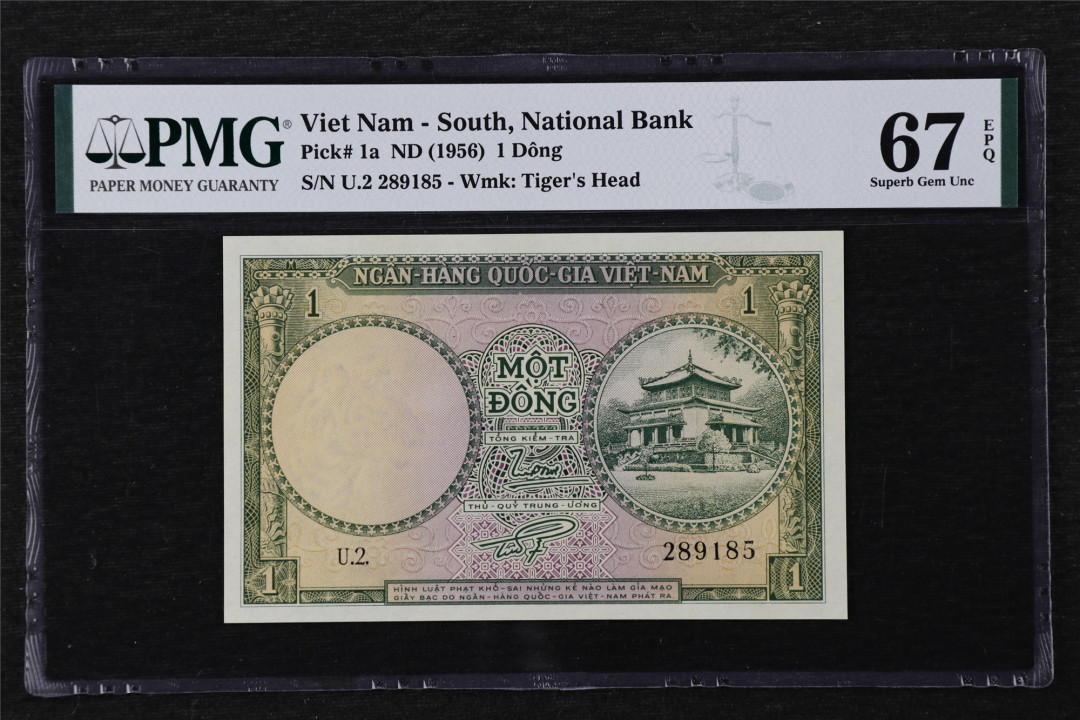 PMG®
PAPER MONEY GUARANTY
Viet Nam - South, National Bank
Pick# 1a ND (1956) 1 Dông
S/N U.2 289185 - Wmk: Tiger's Head
67
EPQ
Superb Gem Unc
NGÂN-HÀNG QUỐC-GIA VIỆT-NAM
1
1
MỘT
ĐỒNG
TỔNG KIỂM-TRA
THỦ-QUỸ TRUNG-ƯƠNG
U.2.
289185
1
1
HÌNH LUẬT PHẠT KHỔ-SAI NHỮNG KẺ NÀO LÀM GIẢ MẠO
GIẤY BẠC DO NGÂN-HÀNG QUỐC-GIA VIỆT-NAM PHÁT RA